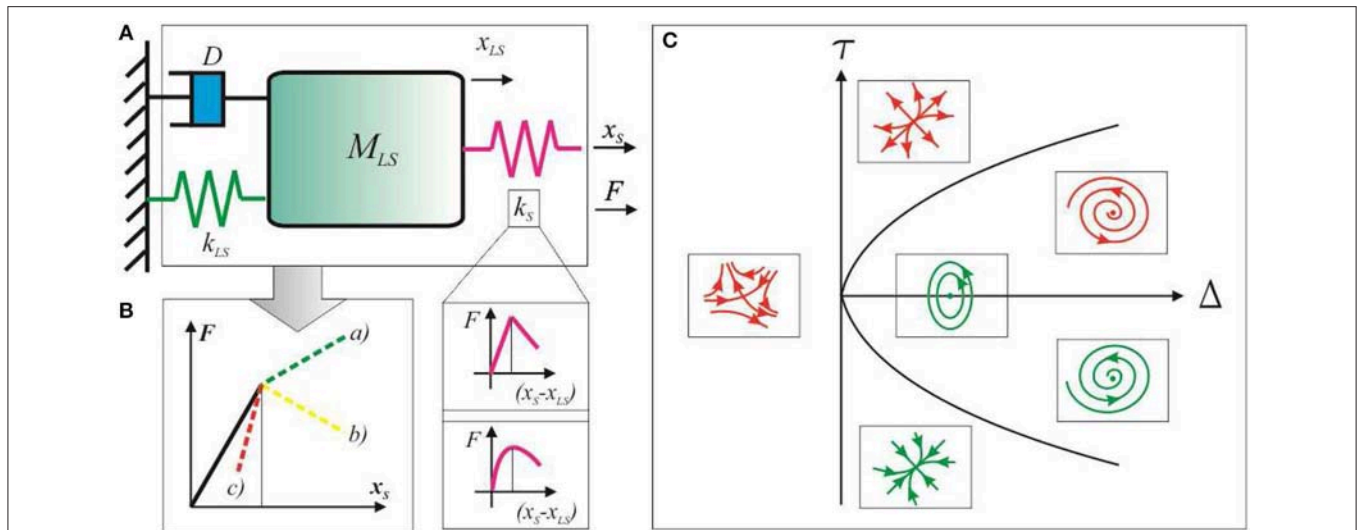 A
D
x_LS
M_LS
x_s
F
k_s
k_LS
B
F
a)
b)
c)
x_s
F
(x_S-x_LS)
F
(x_S-x_LS)
C
τ
Δ